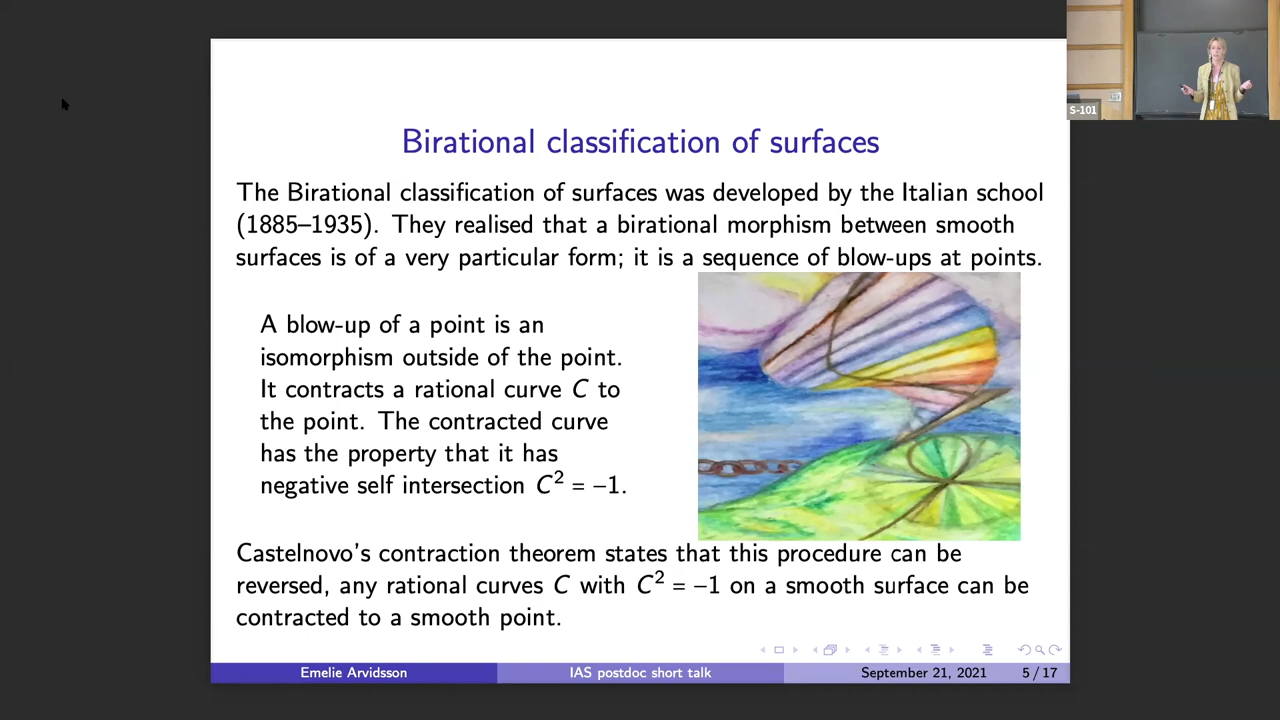 S-101
Birational classification of surfaces
The Birational classification of surfaces was developed by the Italian school
(1885–1935). They realised that a birational morphism between smooth
surfaces is of a very particular form; it is a sequence of blow-ups at points.
A blow-up of a point is an
isomorphism outside of the point.
It contracts a rational curve C to
the point. The contracted curve
has the property that it has
negative self intersection C² = −1.
Castelnovo's contraction theorem states that this procedure can be
reversed, any rational curves C with C² = −1 on a smooth surface can be
contracted to a smooth point.
Emelie Arvidsson IAS postdoc short talk September 21, 2021 5 / 17